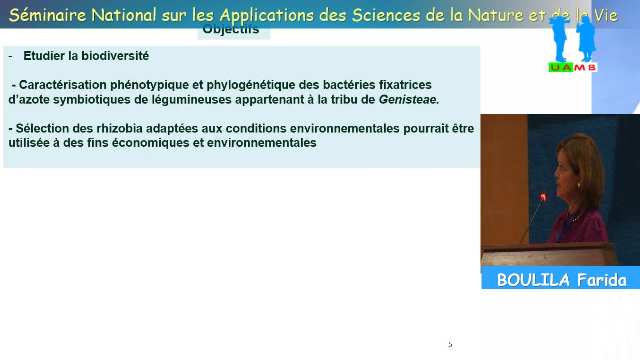 Séminaire National sur les Applications des Sciences de la Nature et de la Vie
Objectifs
UAMB
- Etudier la biodiversité
- Caractérisation phénotypique et phylogénétique des bactéries fixatrices
d'azote symbiotiques de légumineuses appartenant à la tribu de Genisteae.
- Sélection des rhizobia adaptées aux conditions environnementales pourrait être
utilisée à des fins économiques et environnementales
BOULILA Farida
5